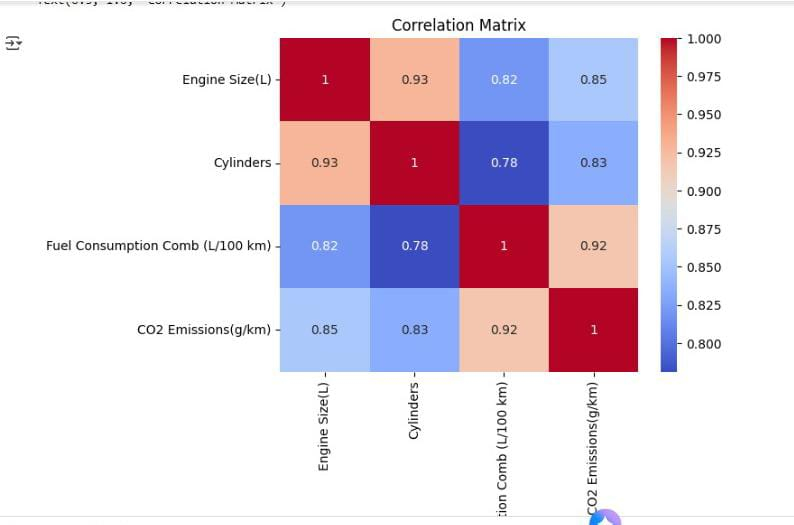 Correlation Matrix
Engine Size(L)
1
0.93
0.82
0.85
Cylinders
0.93
1
0.78
0.83
Fuel Consumption Comb (L/100 km)
0.82
0.78
1
0.92
CO2 Emissions(g/km)
0.85
0.83
0.92
1
Engine Size(L)
Cylinders
Comb (L/100 km)
CO2 Emissions(g/km)
1.000
0.975
0.950
0.925
0.900
0.875
0.850
0.825
0.800